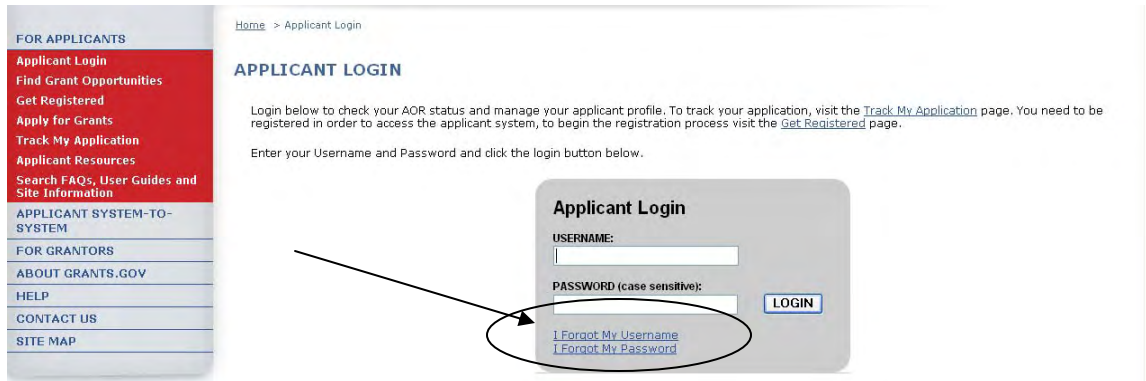 FOR APPLICANTS
Applicant Login
Find Grant Opportunities
Get Registered
Apply for Grants
Track My Application
Applicant Resources
Search FAQs, User Guides and
Site Information
APPLICANT SYSTEM-TO-
SYSTEM
FOR GRANTORS
ABOUT GRANTS.GOV
HELP
CONTACT US
SITE MAP
Home > Applicant Login
APPLICANT LOGIN
Login below to check your AOR status and manage your applicant profile. To track your application, visit the Track My Application page. You need to be
registered in order to access the applicant system, to begin the registration process visit the Get Registered page.
Enter your Username and Password and click the login button below.
Applicant Login
USERNAME:
PASSWORD (case sensitive):
LOGIN
I Forgot My Username
I Forgot My Password